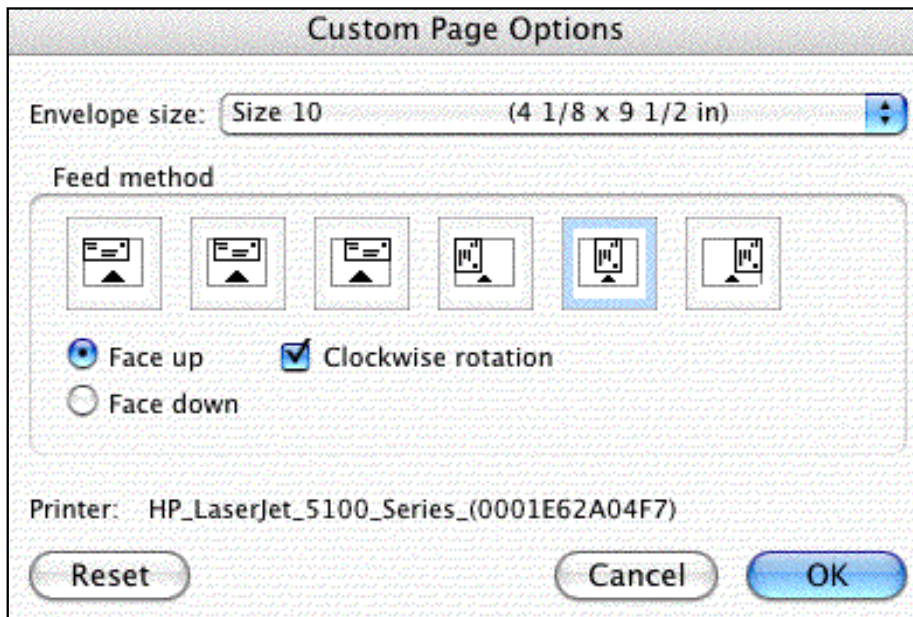 Custom Page Options
Envelope size: Size 10 (4 1/8 x 9 1/2 in)
Feed method
Face up Clockwise rotation
Face down
Printer: HP_LaserJet_5100_Series_(0001E62A04F7)
Reset Cancel OK